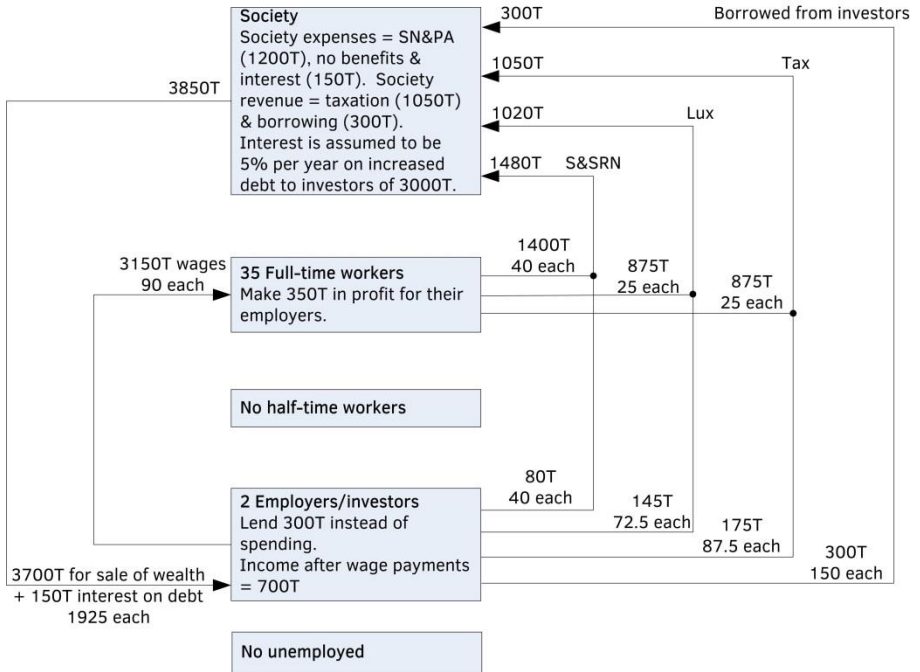 300T
Borrowed from investors
Society
Society expenses = SN&PA
(1200T), no benefits &
interest (150T).  Society
revenue = taxation (1050T)
& borrowing (300T).
Interest is assumed to be
5% per year on increased
debt to investors of 3000T.
1050T
Tax
3850T
1020T
Lux
1480T
S&SRN
3150T wages
90 each
35 Full-time workers
Make 350T in profit for their
employers.
1400T
40 each
875T
25 each
875T
25 each
No half-time workers
2 Employers/investors
Lend 300T instead of
spending.
Income after wage payments
= 700T
80T
40 each
145T
72.5 each
175T
87.5 each
300T
150 each
3700T for sale of wealth
+ 150T interest on debt
1925 each
No unemployed